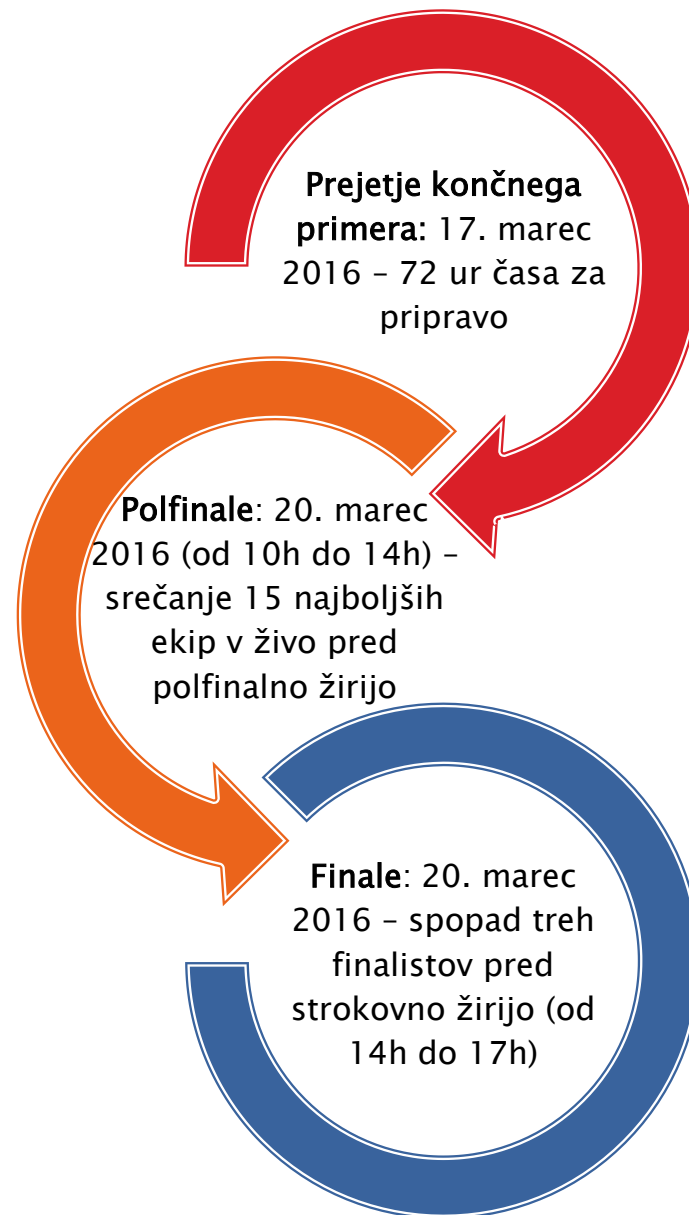 Prejetje končnega
primera: 17. marec
2016 – 72 ur časa za
pripravo
Polfinale: 20. marec
2016 (od 10h do 14h) –
srečanje 15 najboljših
ekip v živo pred
polfinalno žirijo
Finale: 20. marec
2016 – spopad treh
finalistov pred
strokovno žirijo (od
14h do 17h)